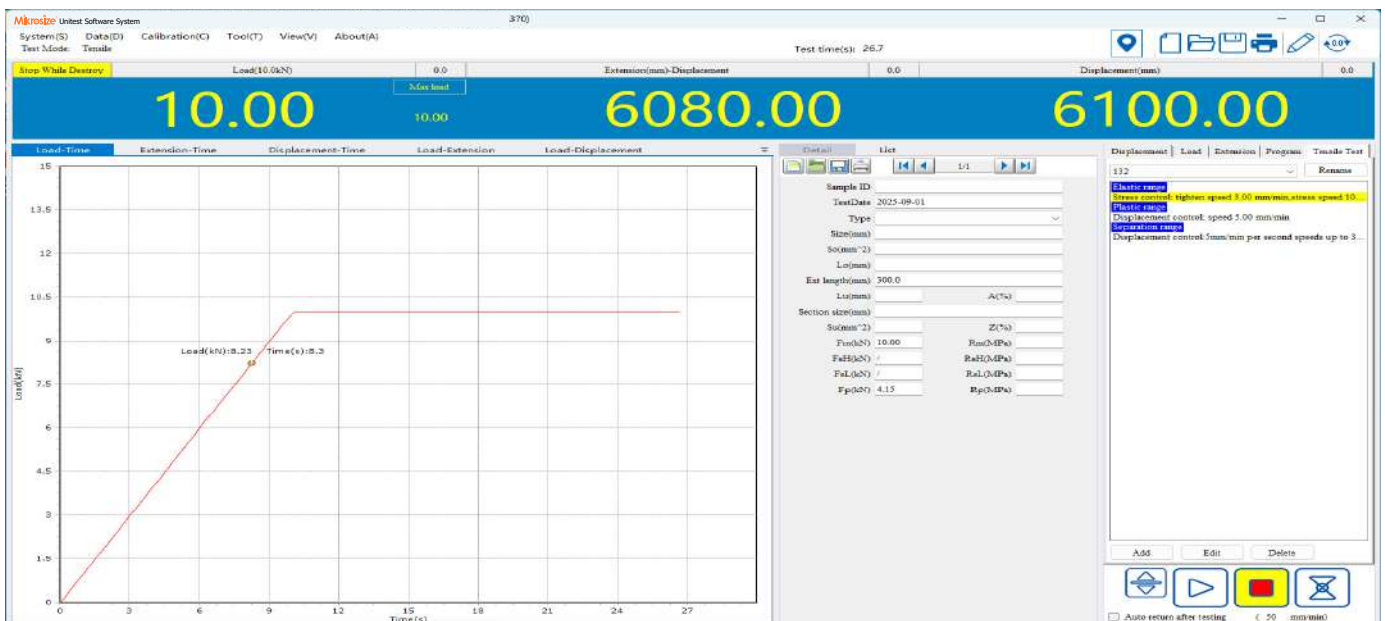 Mikrosize Unitest Software System 370)
System(S) Data(D) Calibration(C) Tool(T) View(V) About(A)
Test Mode: Tensile
Test time(s): 26.7
Stop While Destroy Load(10.0kN) 0.0 Extension(mm)-Displacement 0.0 Displacement(mm) 0.0
10.00
Max load
10.00
6080.00
6100.00
Load-Time Extension-Time Displacement-Time Load-Extension Load-Displacement
15
13.5
12
10.5
9
7.5
6
4.5
3
1.5
0
Load(kN)
Load(kN):8.23 Time(s):8.3
0 3 6 9 12 15 18 21 24 27
Time(s)
Detail List
1/1
Sample ID
TestDate 2025-09-01
Type
Size(mm)
So(mm^2)
Lo(mm)
Ext length(mm) 300.0
Lu(mm) A(%)
Section size(mm)
Su(mm^2) Z(%)
Fm(kN) 10.00 Rm(MPa)
FeH(kN) / ReH(MPa)
FeL(kN) / ReL(MPa)
Fp(kN) 4.15 Rp(MPa)
Displacement Load Extension Program Tensile Test
132 Rename
Elastic range
Stress control: tighten speed 3.00 mm/min,stress speed 10...
Plastic range
Displacement control: speed 5.00 mm/min
Separation range
Displacement control:5mm/min per second speeds up to 3...
Add Edit Delete
Auto return after testing ( 50 mm/min)